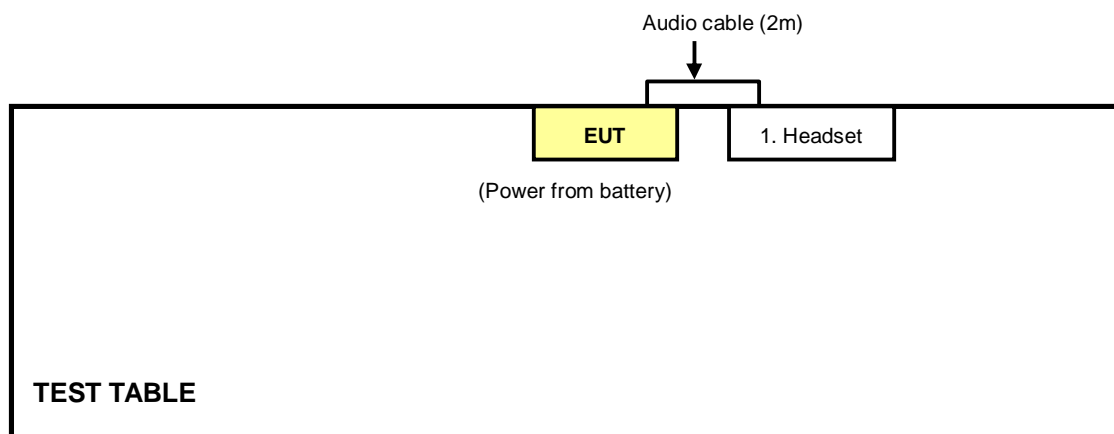 Audio cable (2m)
EUT
1. Headset
(Power from battery)
TEST TABLE